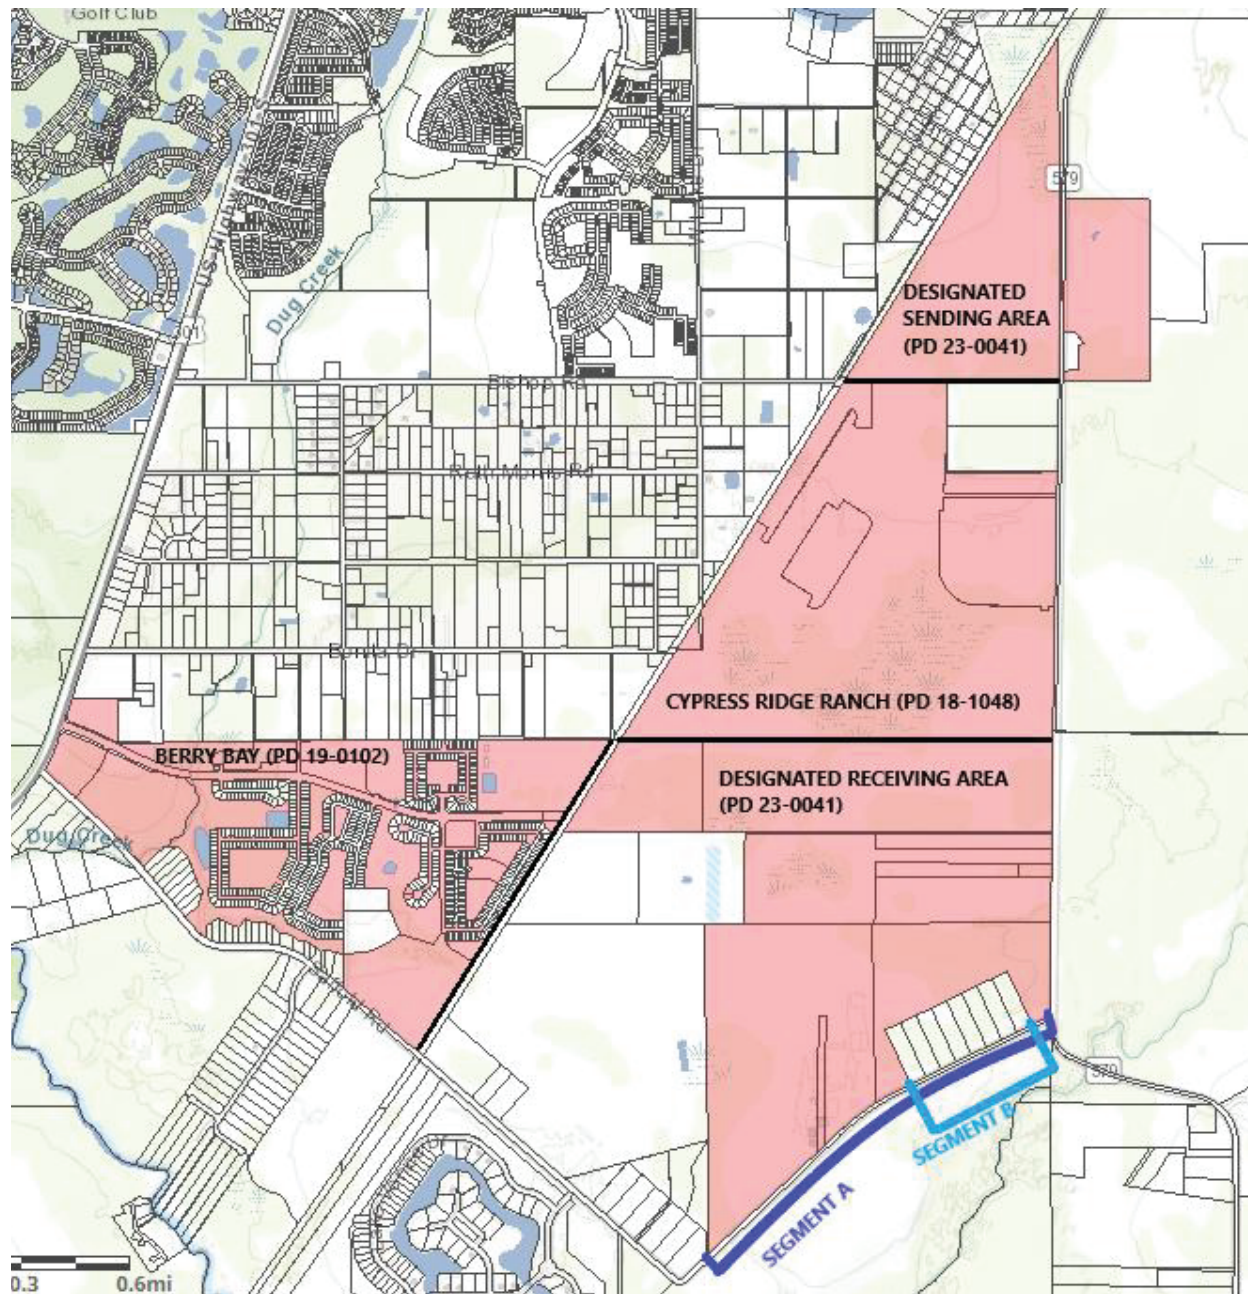 Golf Club
US Highway 301 S
579
Dug Creek
DESIGNATED
SENDING AREA
(PD 23-0041)
301
Bishop Rd
Bonita Dr
CYPRESS RIDGE RANCH (PD 18-1048)
BERRY BAY (PD 19-0102)
DESIGNATED RECEIVING AREA
(PD 23-0041)
Dug Creek
579
SEGMENT B
SEGMENT A
0.3
0.6mi